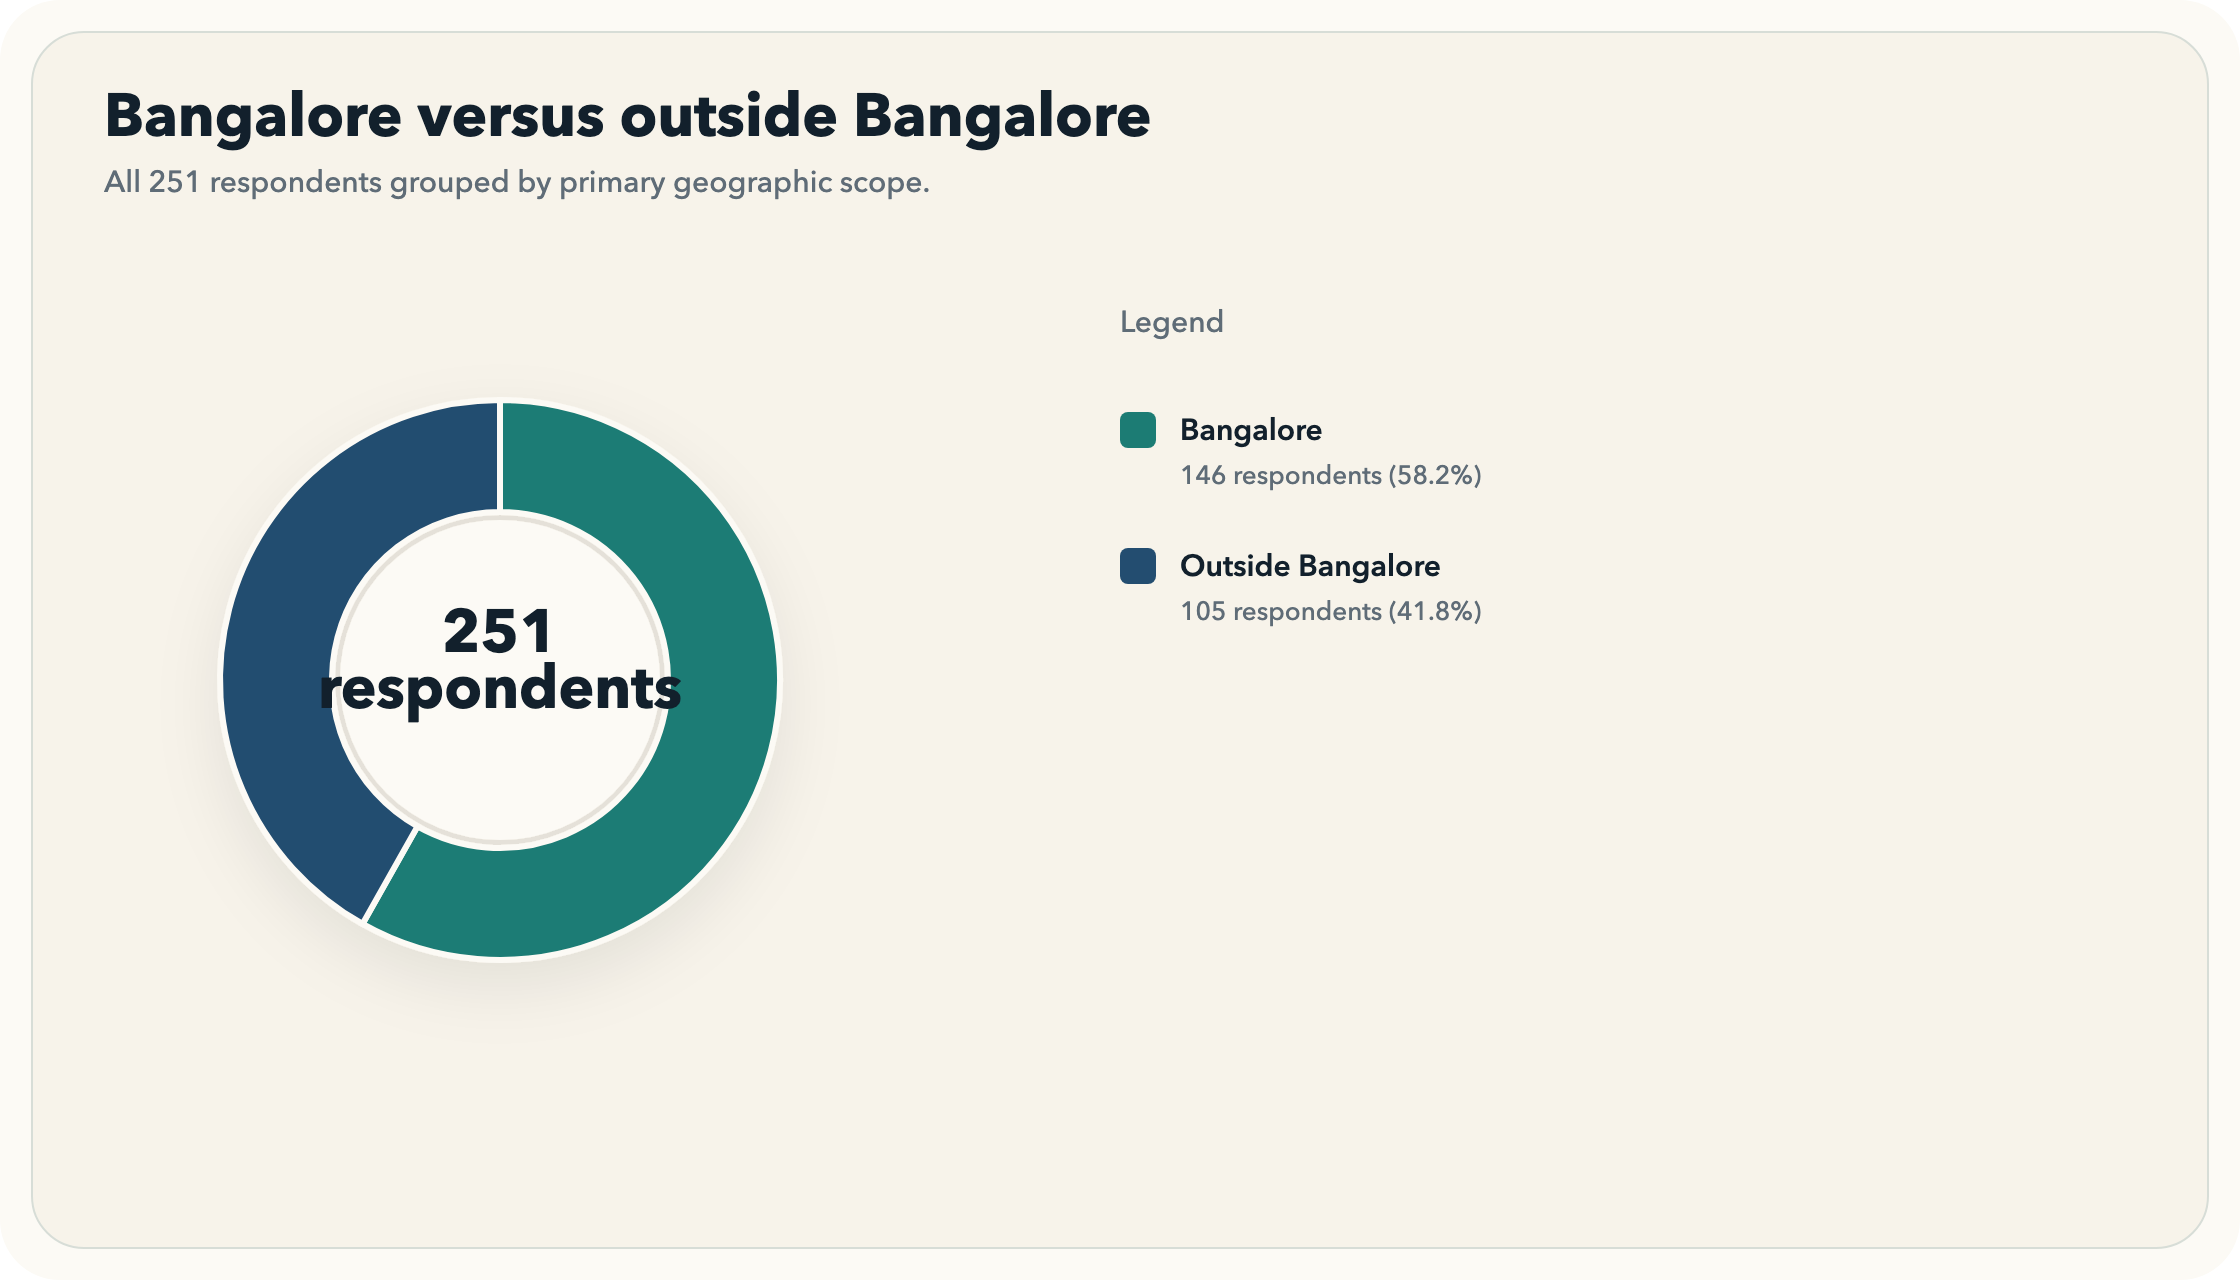 Bangalore versus outside Bangalore
All 251 respondents grouped by primary geographic scope.
Legend
Bangalore
146 respondents (58.2%)
Outside Bangalore
105 respondents (41.8%)
251
respondents